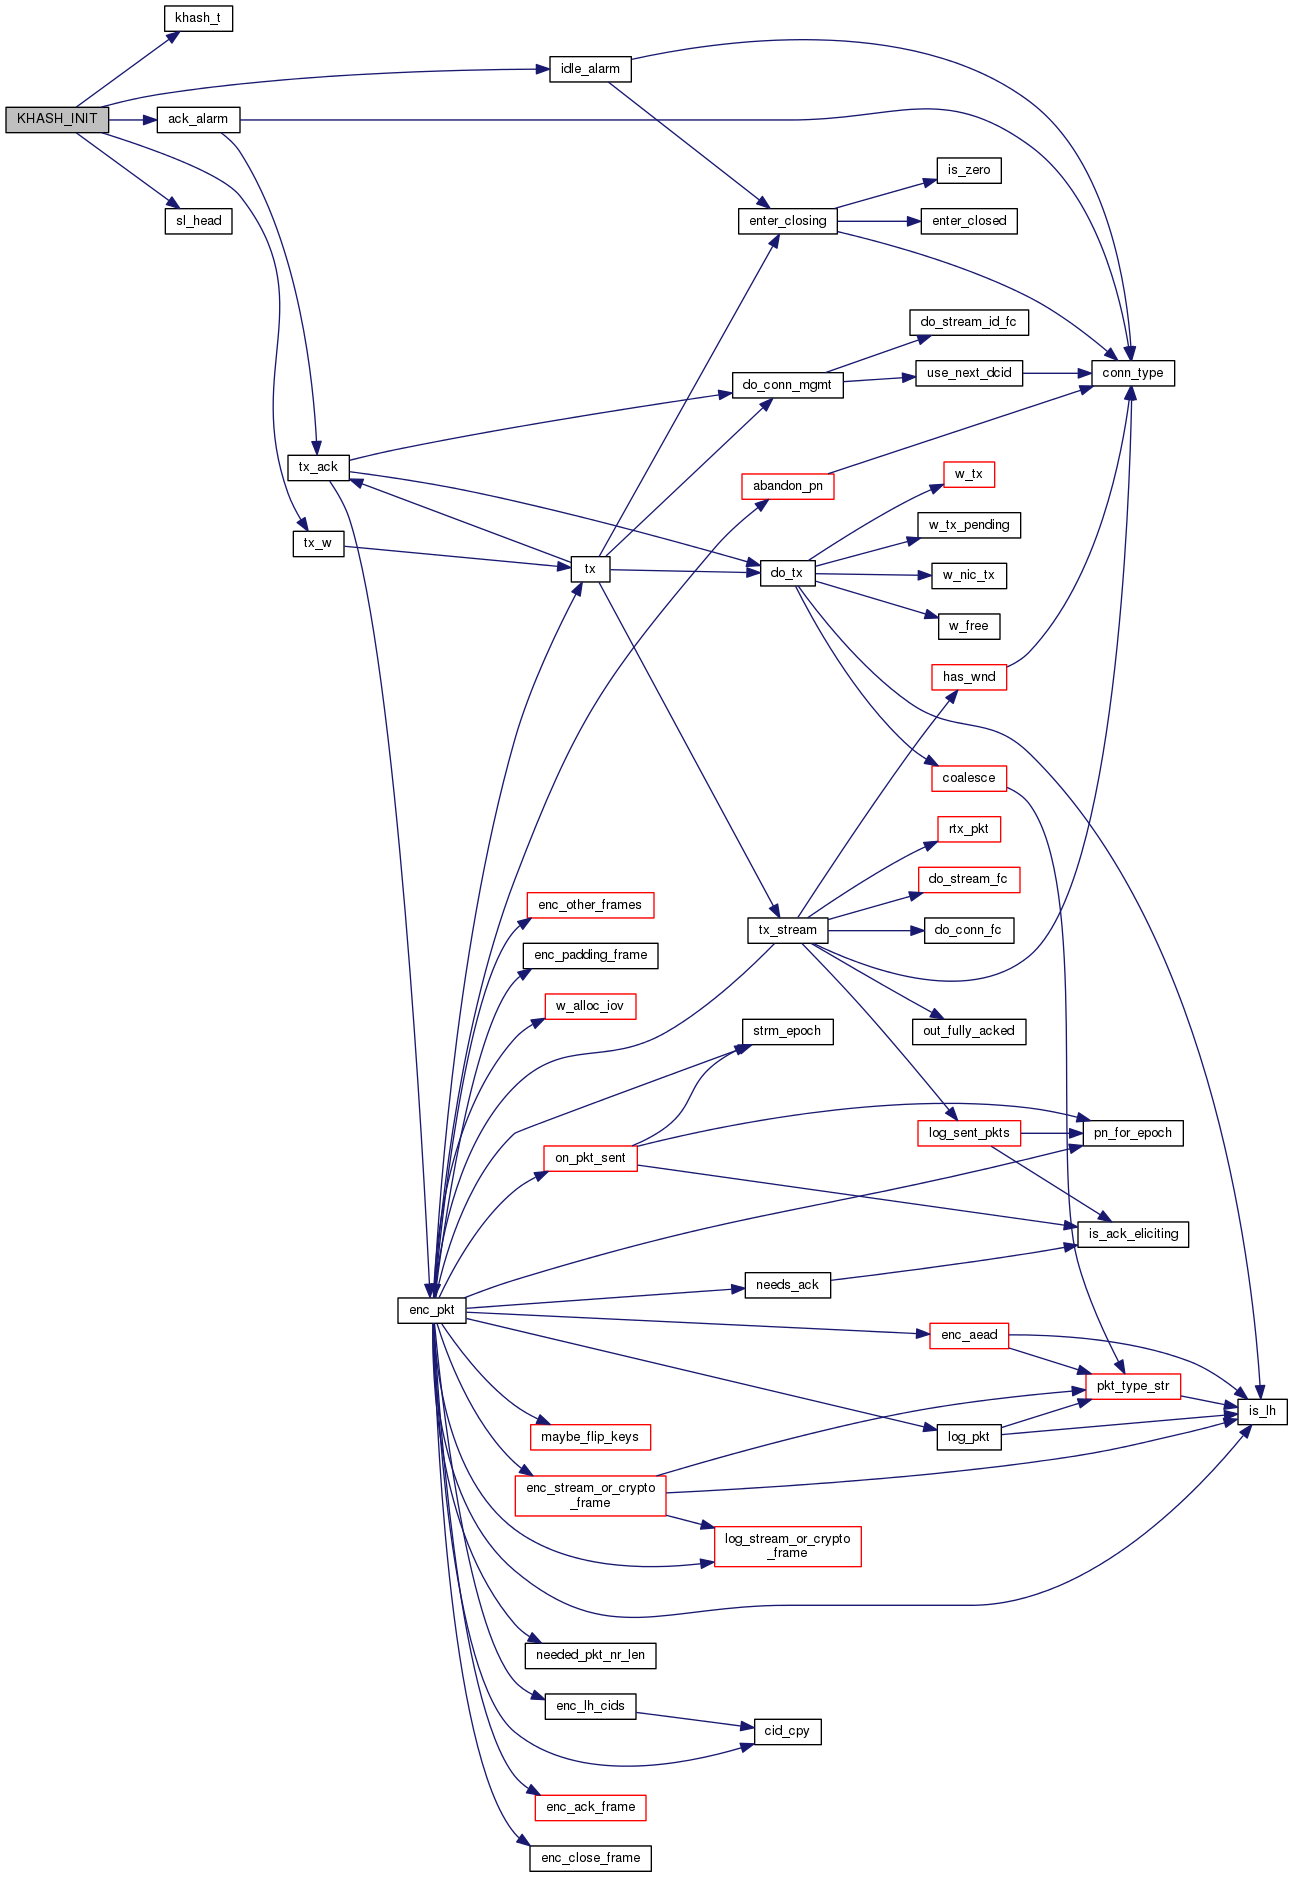 khash_t
idle_alarm
KHASH_INIT
ack_alarm
is_zero
sl_head
enter_closing
enter_closed
do_stream_id_fc
do_conn_mgmt
use_next_dcid
conn_type
tx_ack
abandon_pn
w_tx
w_tx_pending
tx_w
tx
do_tx
w_nic_tx
w_free
has_wnd
coalesce
rtx_pkt
do_stream_fc
enc_other_frames
tx_stream
do_conn_fc
enc_padding_frame
w_alloc_iov
strm_epoch
out_fully_acked
log_sent_pkts
pn_for_epoch
on_pkt_sent
is_ack_eliciting
needs_ack
enc_pkt
enc_aead
pkt_type_str
is_lh
maybe_flip_keys
log_pkt
enc_stream_or_crypto
_frame
log_stream_or_crypto
_frame
needed_pkt_nr_len
enc_lh_cids
cid_cpy
enc_ack_frame
enc_close_frame